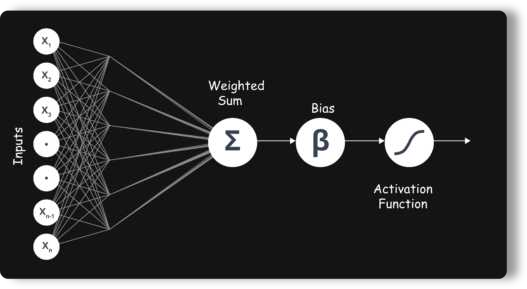 X1
X2
X3
Xn-1
Xn
Inputs
Weighted
Sum
Σ
Bias
β
Activation
Function